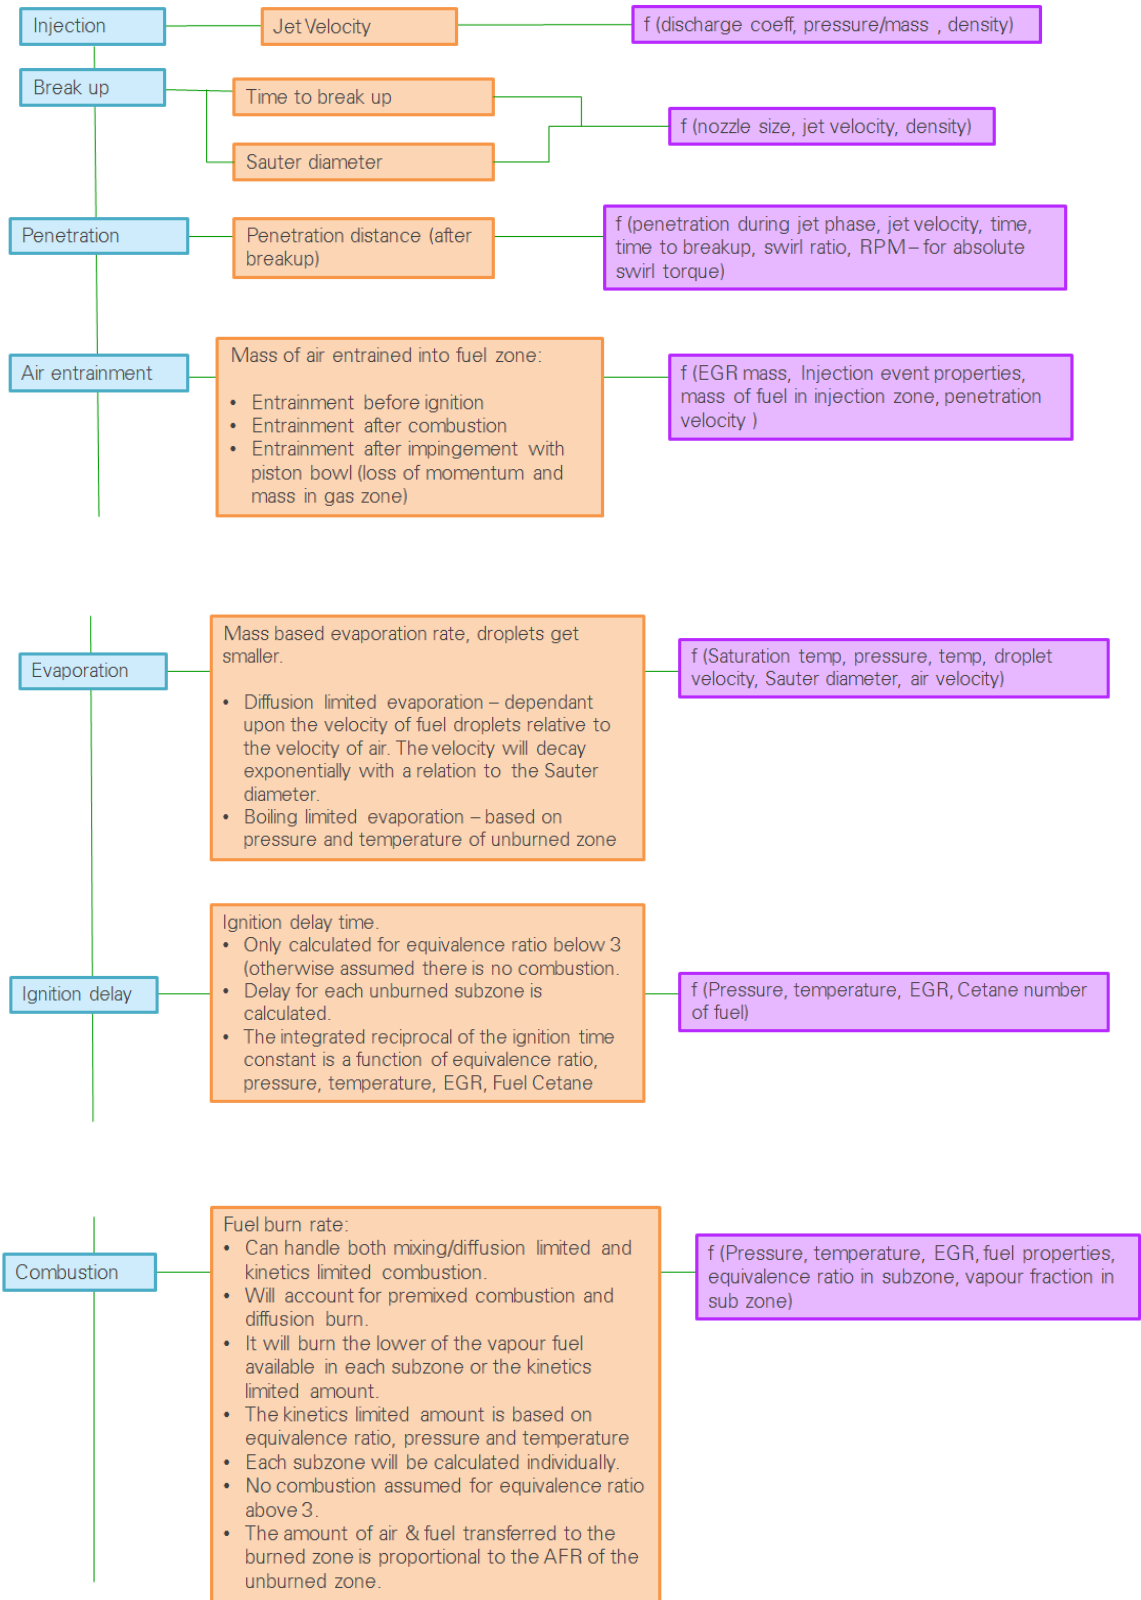 Injection
Jet Velocity
f (discharge coeff, pressure/mass , density)
Break up
Time to break up
Sauter diameter
f (nozzle size, jet velocity, density)
Penetration
Penetration distance (after
breakup)
f (penetration during jet phase, jet velocity, time,
time to breakup, swirl ratio, RPM – for absolute
swirl torque)
Air entrainment
Mass of air entrained into fuel zone:
• Entrainment before ignition
• Entrainment after combustion
• Entrainment after impingement with
piston bowl (loss of momentum and
mass in gas zone)
f (EGR mass, Injection event properties,
mass of fuel in injection zone, penetration
velocity )
Evaporation
Mass based evaporation rate, droplets get
smaller.
• Diffusion limited evaporation – dependant
upon the velocity of fuel droplets relative to
the velocity of air. The velocity will decay
exponentially with a relation to the Sauter
diameter.
• Boiling limited evaporation – based on
pressure and temperature of unburned zone
f (Saturation temp, pressure, temp, droplet
velocity, Sauter diameter, air velocity)
Ignition delay
Ignition delay time.
• Only calculated for equivalence ratio below 3
(otherwise assumed there is no combustion.
• Delay for each unburned subzone is
calculated.
• The integrated reciprocal of the ignition time
constant is a function of equivalence ratio,
pressure, temperature, EGR, Fuel Cetane
f (Pressure, temperature, EGR, Cetane number
of fuel)
Combustion
Fuel burn rate:
• Can handle both mixing/diffusion limited and
kinetics limited combustion.
• Will account for premixed combustion and
diffusion burn.
• It will burn the lower of the vapour fuel
available in each subzone or the kinetics
limited amount.
• The kinetics limited amount is based on
equivalence ratio, pressure and temperature
• Each subzone will be calculated individually.
• No combustion assumed for equivalence ratio
above 3.
• The amount of air & fuel transferred to the
burned zone is proportional to the AFR of the
unburned zone.
f (Pressure, temperature, EGR, fuel properties,
equivalence ratio in subzone, vapour fraction in
sub zone)